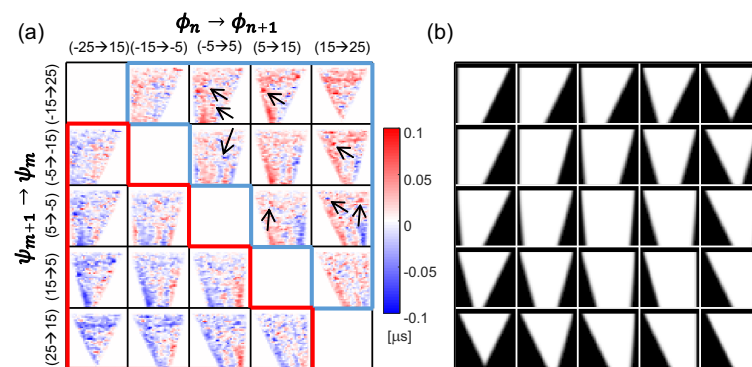 ϕn → ϕn+1
(a)
(b)
(-25→15) (-15→-5) (-5→5) (5→15) (15→25)
ψm+1 → ψm
(-15→25)
(-5→-15)
(5→-5)
(15→5)
(25→15)
0.1
0.05
0
-0.05
-0.1
[µs]